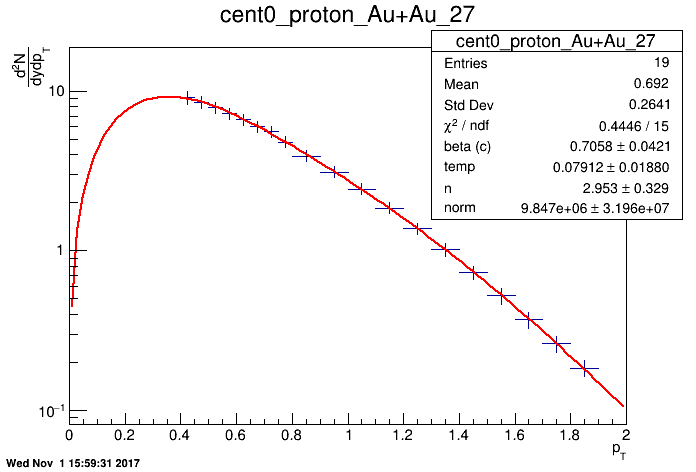 cent0_proton_Au+Au_27
cent0_proton_Au+Au_27
Entries 19
Mean 0.692
Std Dev 0.2641
χ² / ndf 0.4446 / 15
beta (c) 0.7058 ± 0.0421
temp 0.07912 ± 0.01880
n 2.953 ± 0.329
norm 9.847e+06 ± 3.196e+07
d²N
dydp_T
10
1
10⁻¹
0 0.2 0.4 0.6 0.8 1 1.2 1.4 1.6 1.8 2
p_T
Wed Nov 1 15:59:31 2017